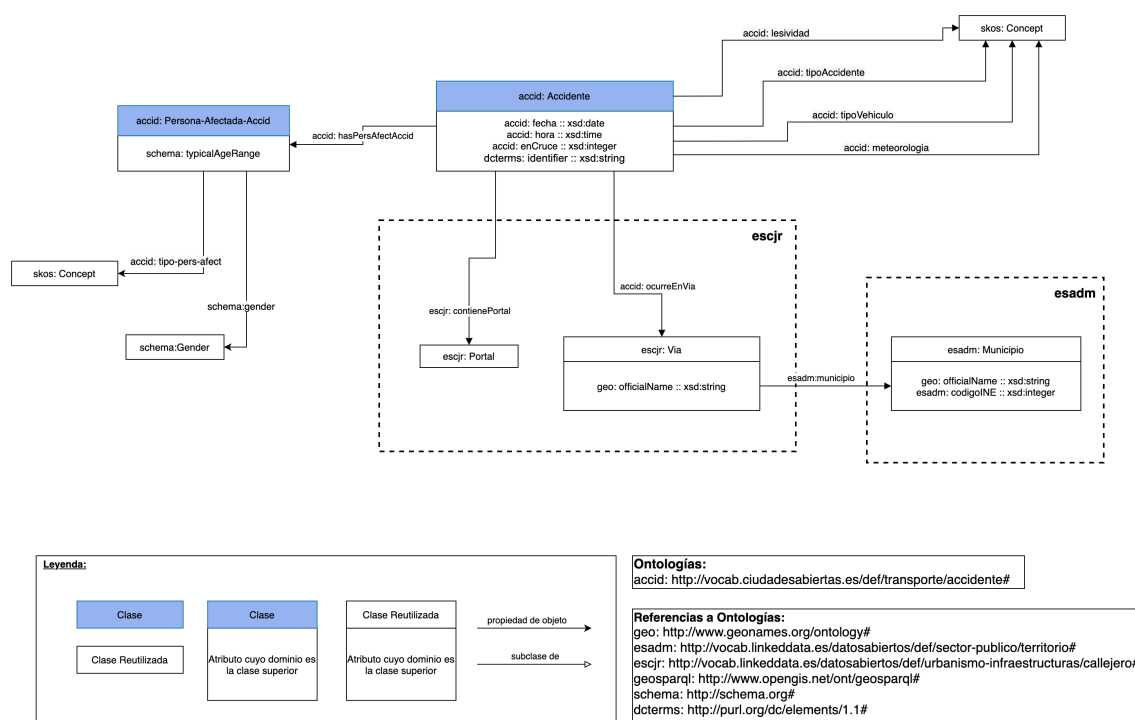 skos: Concept
accid: lesividad
accid: tipoAccidente
accid: tipoVehiculo
accid: meteorologia
accid: Accidente
accid: fecha :: xsd:date
accid: hora :: xsd:time
accid: enCruce :: xsd:integer
dcterms: identifier :: xsd:string
accid: Persona-Afectada-Accid
schema: typicalAgeRange
accid: hasPersAfectAccid
accid: tipo-pers-afect
skos: Concept
schema:gender
schema:Gender
escjr
accid: ocurreEnVia
escjr: contienePortal
escjr: Portal
escjr: Via
geo: officialName :: xsd:string
esadm:municipio
esadm
esadm: Municipio
geo: officialName :: xsd:string
esadm: codigoINE :: xsd:integer
Leyenda:
Clase
Clase
Clase Reutilizada
propiedad de objeto
Clase Reutilizada
Atributo cuyo dominio es
la clase superior
Atributo cuyo dominio es
la clase superior
subclase de
Ontologías:
accid: http://vocab.ciudadesabiertas.es/def/transporte/accidente#
Referencias a Ontologías:
geo: http://www.geonames.org/ontology#
esadm: http://vocab.linkeddata.es/datosabiertos/def/sector-publico/territorio#
escjr: http://vocab.linkeddata.es/datosabiertos/def/urbanismo-infraestructuras/callejero#
geosparql: http://www.opengis.net/ont/geosparql#
schema: http://schema.org#
dcterms: http://purl.org/dc/elements/1.1#